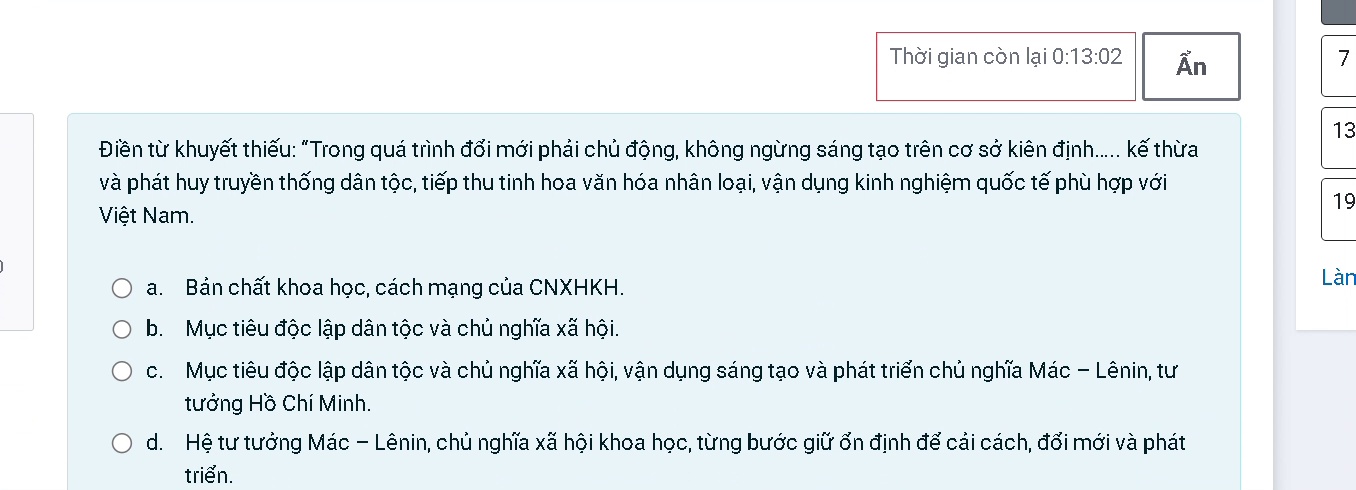 Thời gian còn lại 0:13:02
Ẩn
7
13
19
Điền từ khuyết thiếu: "Trong quá trình đổi mới phải chủ động, không ngừng sáng tạo trên cơ sở kiên định..... kế thừa
và phát huy truyền thống dân tộc, tiếp thu tinh hoa văn hóa nhân loại, vận dụng kinh nghiệm quốc tế phù hợp với
Việt Nam.
a. Bản chất khoa học, cách mạng của CNXHKH.
b. Mục tiêu độc lập dân tộc và chủ nghĩa xã hội.
c. Mục tiêu độc lập dân tộc và chủ nghĩa xã hội, vận dụng sáng tạo và phát triển chủ nghĩa Mác – Lênin, tư
tưởng Hồ Chí Minh.
d. Hệ tư tưởng Mác – Lênin, chủ nghĩa xã hội khoa học, từng bước giữ ổn định để cải cách, đổi mới và phát
triển.